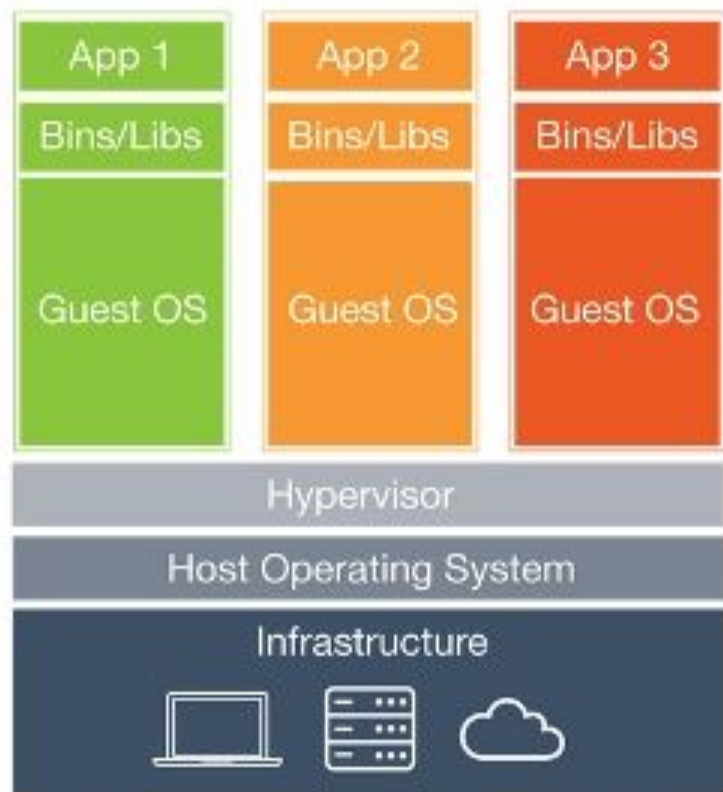 App 1
App 2
App 3
Bins/Libs
Bins/Libs
Bins/Libs
Guest OS
Guest OS
Guest OS
Hypervisor
Host Operating System
Infrastructure